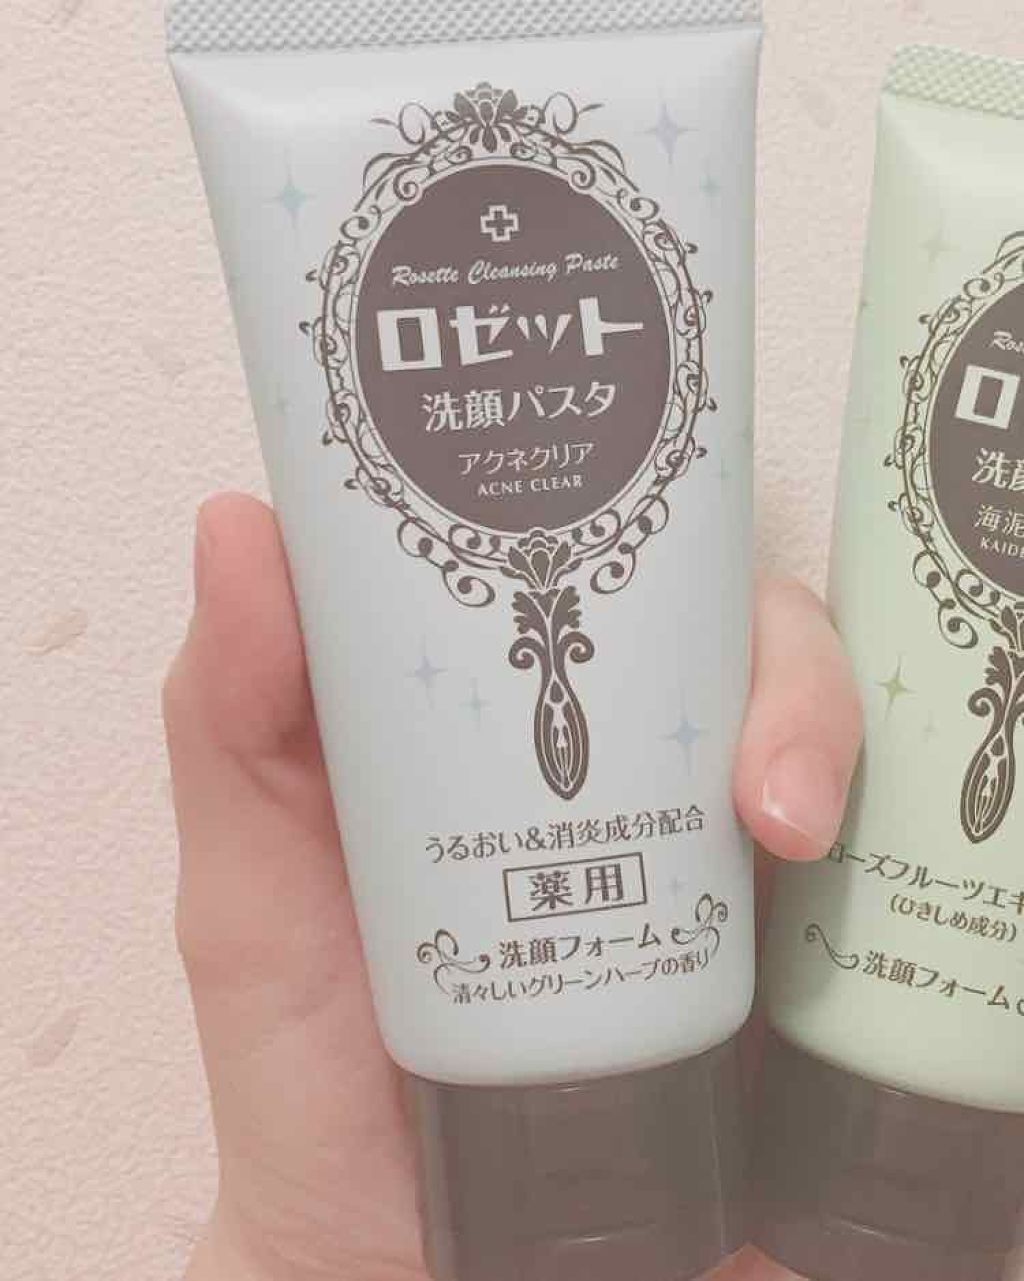 Rosette Cleansing Paste
ロゼット
洗顔パスタ
アクネクリア
ACNE CLEAR
うるおい&消炎成分配合
薬用
洗顔フォーム
清々しいグリーンハーブの香り
ロ
洗顔
海泥
ローズフルーツエキ
(ひきしめ成分)
洗顔フォーム